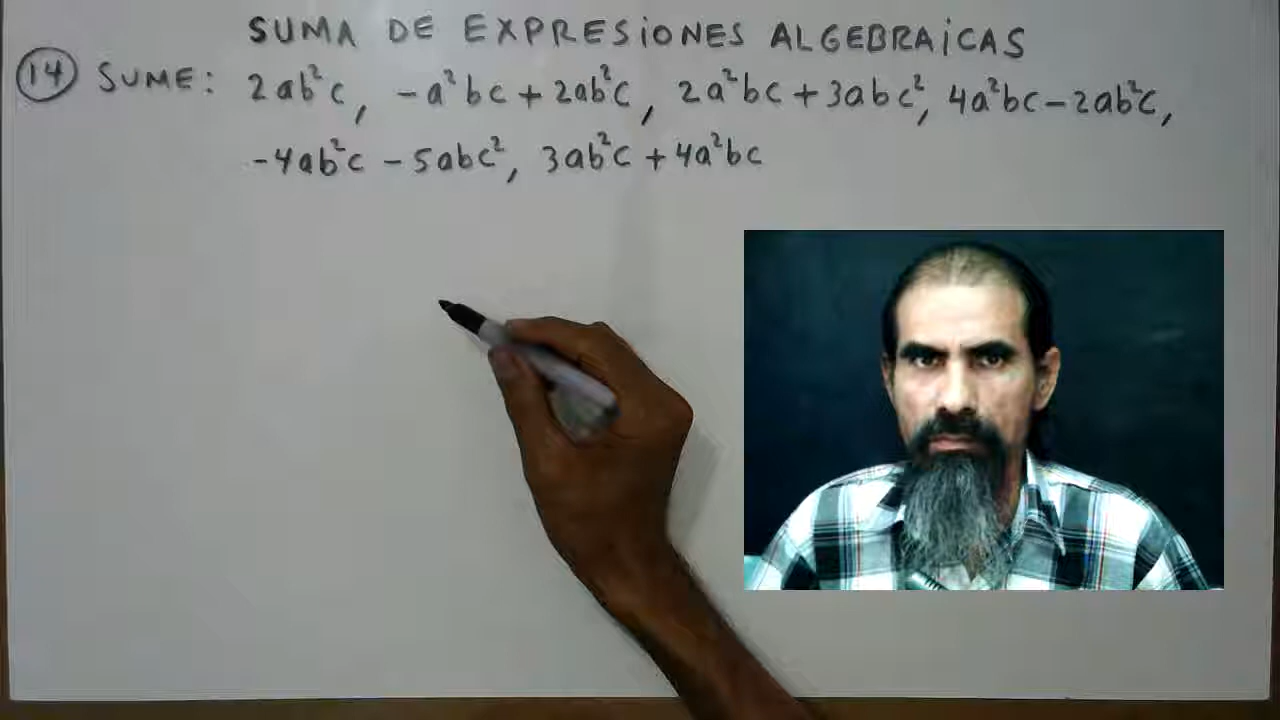 SUMA DE EXPRESiONES ALGEBRAiCAS
14 SUME: 2ab²c, -a²bc + 2ab²c, 2a²bc + 3abc², 4a²bc - 2ab²c,
-4ab²c - 5abc², 3ab²c + 4a²bc